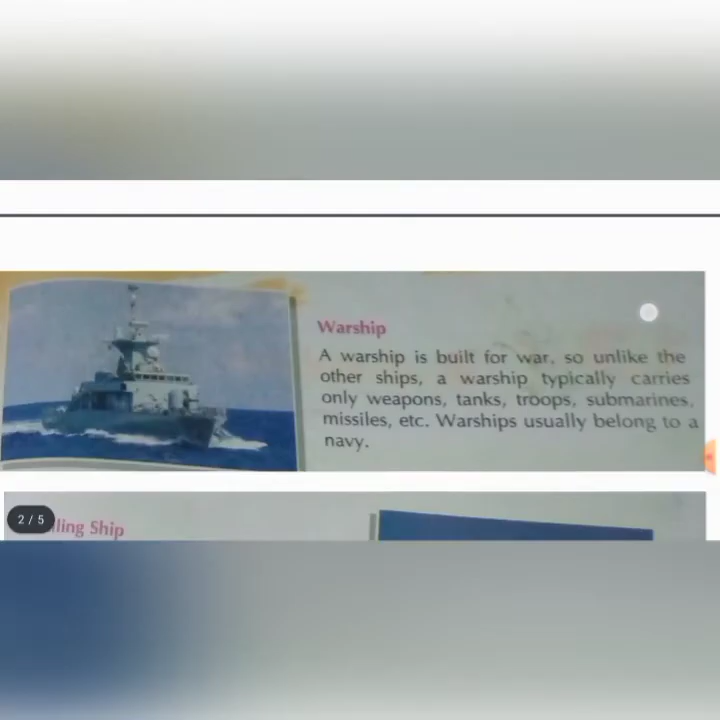 Warship
A warship is built for war, so unlike the
other ships, a warship typically carries
only weapons, tanks, troops, submarines,
missiles, etc. Warships usually belong to a
navy.
2 / 5
Ship